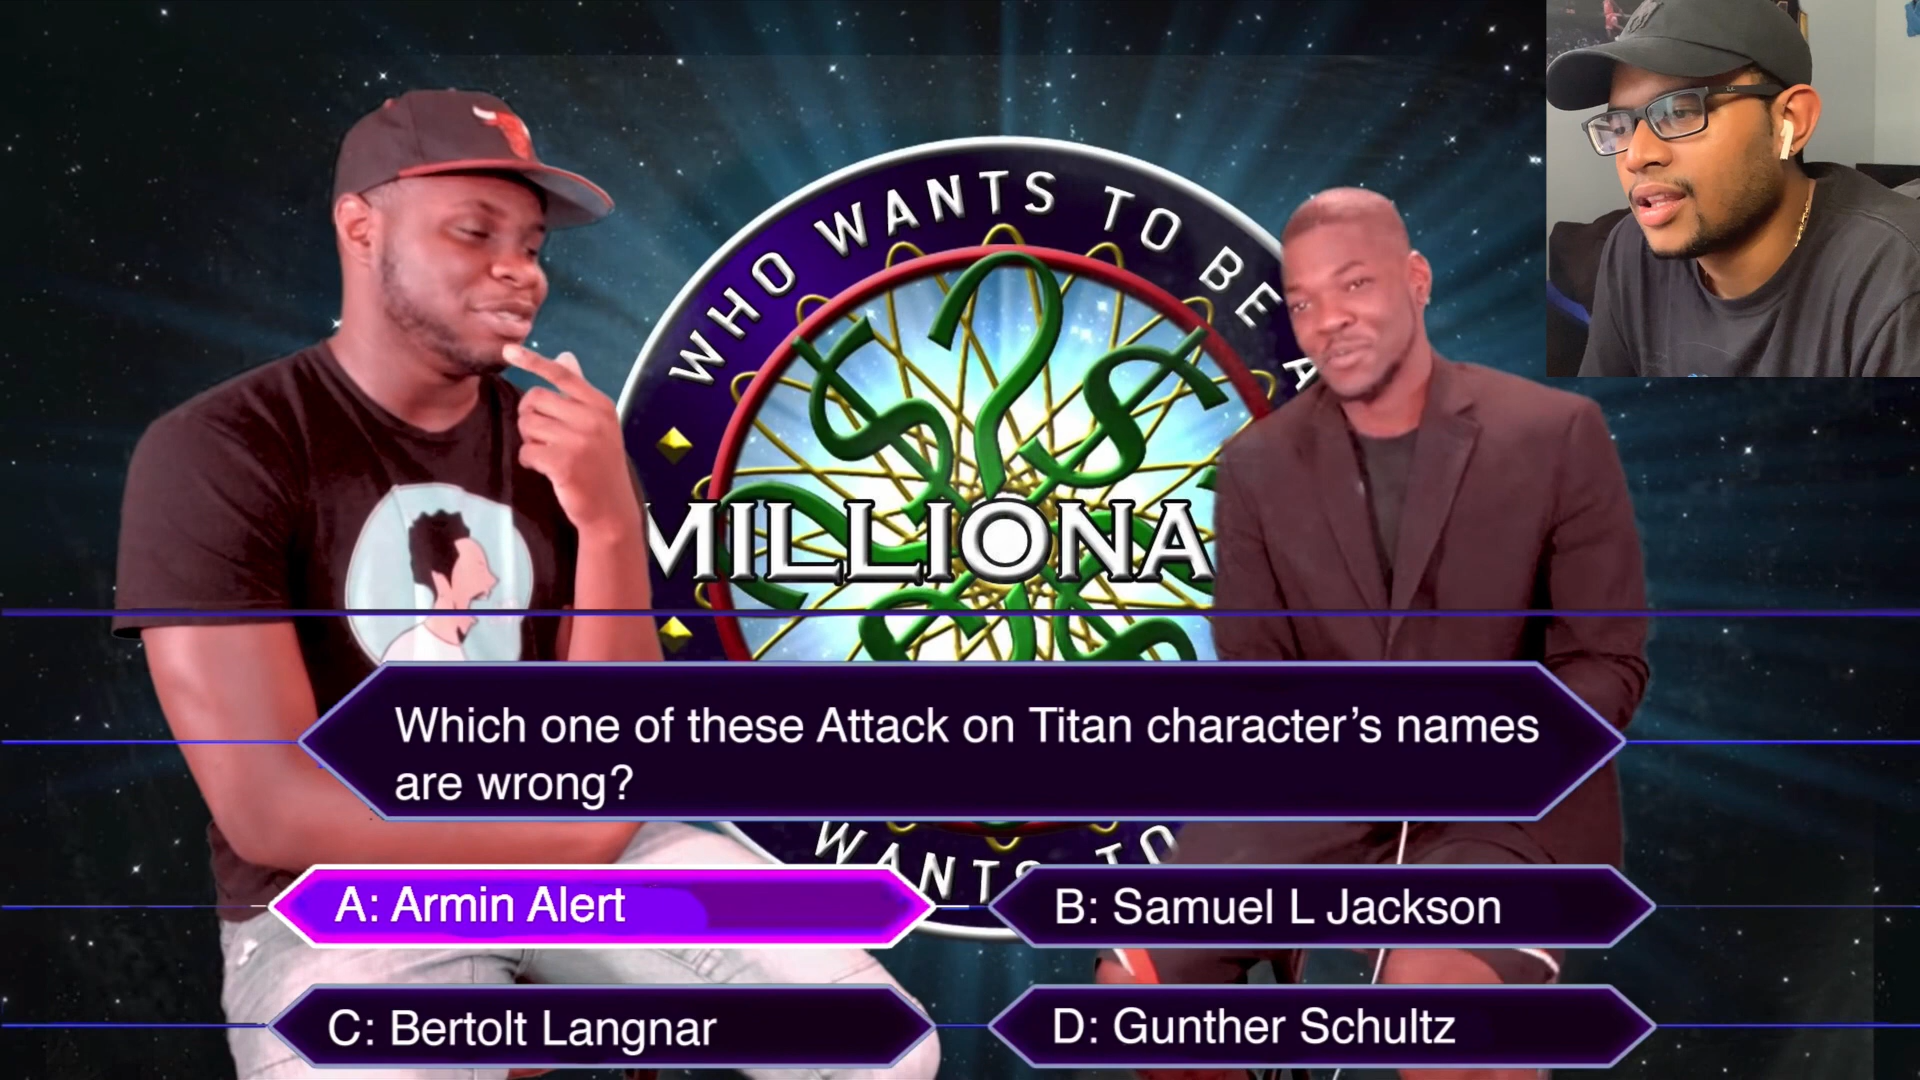 WHO WANTS TO BE A
MILLIONA
Which one of these Attack on Titan character’s names
are wrong?
WANTS TO
A: Armin Alert
B: Samuel L Jackson
C: Bertolt Langnar
D: Gunther Schultz